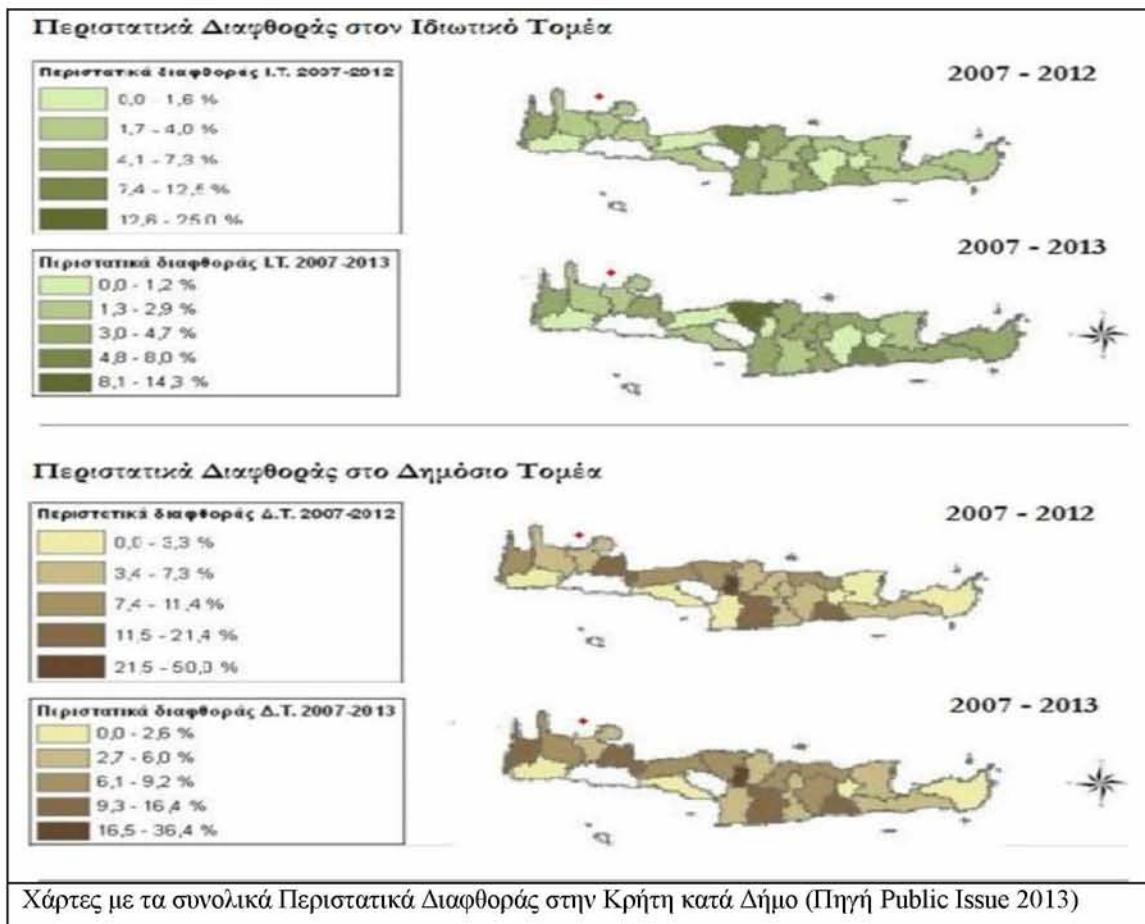 Περιστατικά Διαφθοράς στον Ιδιωτικό Τομέα
Περιστατικά διαφθοράς Ι.Τ. 2007-2012
0,0 - 1,6 %
1,7 - 4,0 %
4,1 - 7,3 %
7,4 - 12,5 %
12,6 - 25,0 %
2007 - 2012
Περιστατικά διαφθοράς Ι.Τ. 2007-2013
0,0 - 1,2 %
1,3 - 2,9 %
3,0 - 4,7 %
4,8 - 8,0 %
8,1 - 14,3 %
2007 - 2013
Περιστατικά Διαφθοράς στο Δημόσιο Τομέα
Περιστετικά διαφθοράς Δ.Τ. 2007-2012
0,0 - 3,3 %
3,4 - 7,3 %
7,4 - 11,4 %
11,5 - 21,4 %
21,5 - 50,0 %
2007 - 2012
Περιστατικά διαφθοράς Δ.Τ. 2007-2013
0,0 - 2,6 %
2,7 - 6,0 %
6,1 - 9,2 %
9,3 - 16,4 %
16,5 - 36,4 %
2007 - 2013
Χάρτες με τα συνολικά Περιστατικά Διαφθοράς στην Κρήτη κατά Δήμο (Πηγή Public Issue 2013)